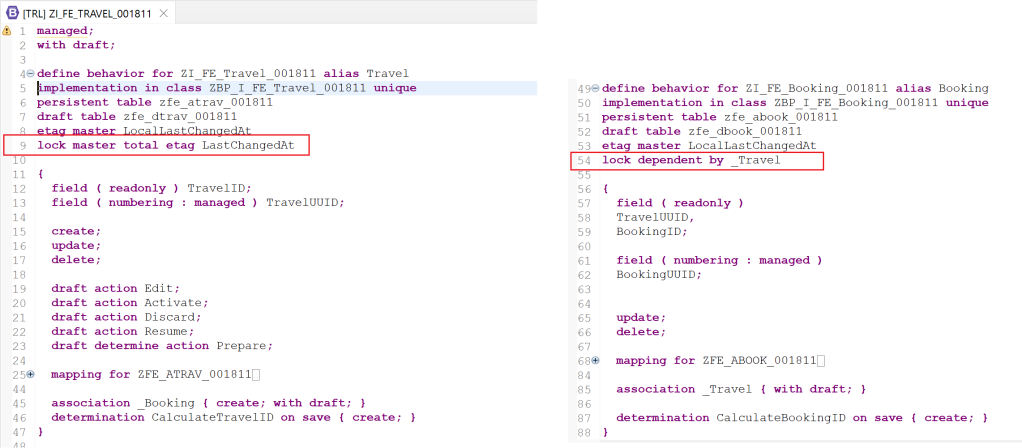 [TRL] ZI_FE_TRAVEL_001811
1 managed;
2 with draft;
3
4 define behavior for ZI_FE_Travel_001811 alias Travel
5 implementation in class ZBP_I_FE_Travel_001811 unique
6 persistent table zfe_atrav_001811
7 draft table zfe_dtrav_001811
8 etag master LocalLastChangedAt
9 lock master total etag LastChangedAt
10
11 {
12 field ( readonly ) TravelID;
13 field ( numbering : managed ) TravelUUID;
14
15 create;
16 update;
17 delete;
18
19 draft action Edit;
20 draft action Activate;
21 draft action Discard;
22 draft action Resume;
23 draft determine action Prepare;
24
25 mapping for ZFE_ATRAV_001811
44
45 association _Booking { create; with draft; }
46 determination CalculateTravelID on save { create; }
47 }
48
49 define behavior for ZI_FE_Booking_001811 alias Booking
50 implementation in class ZBP_I_FE_Booking_001811 unique
51 persistent table zfe_abook_001811
52 draft table zfe_dbook_001811
53 etag master LocalLastChangedAt
54 lock dependent by _Travel
55
56 {
57 field ( readonly )
58 TravelUUID,
59 BookingID;
60
61 field ( numbering : managed )
62 BookingUUID;
63
64
65 update;
66 delete;
67
68 mapping for ZFE_ABOOK_001811
84
85 association _Travel { with draft; }
86
87 determination CalculateBookingID on save { create; }
88 }